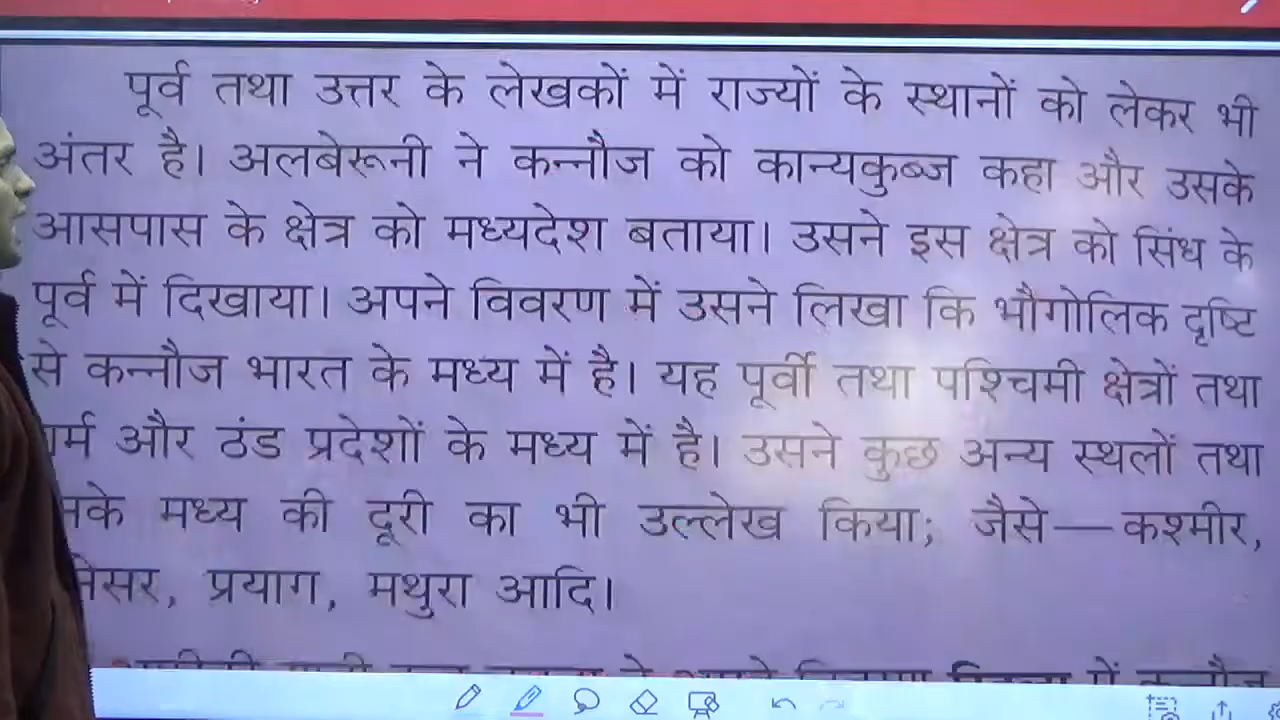 पूर्व तथा उत्तर के लेखकों में राज्यों के स्थानों को लेकर भी
अंतर है। अलबेरूनी ने कन्नौज को कान्यकुब्ज कहा और उसके
आसपास के क्षेत्र को मध्यदेश बताया। उसने इस क्षेत्र को सिंध के
पूर्व में दिखाया। अपने विवरण में उसने लिखा कि भौगोलिक दृष्टि
से कन्नौज भारत के मध्य में है। यह पूर्वी तथा पश्चिमी क्षेत्रों तथा
और ठंड प्रदेशों के मध्य में है। उसने कुछ अन्य स्थलों तथा
मध्य की दूरी का भी उल्लेख किया; जैसे—कश्मीर,
प्रयाग, मथुरा आदि।